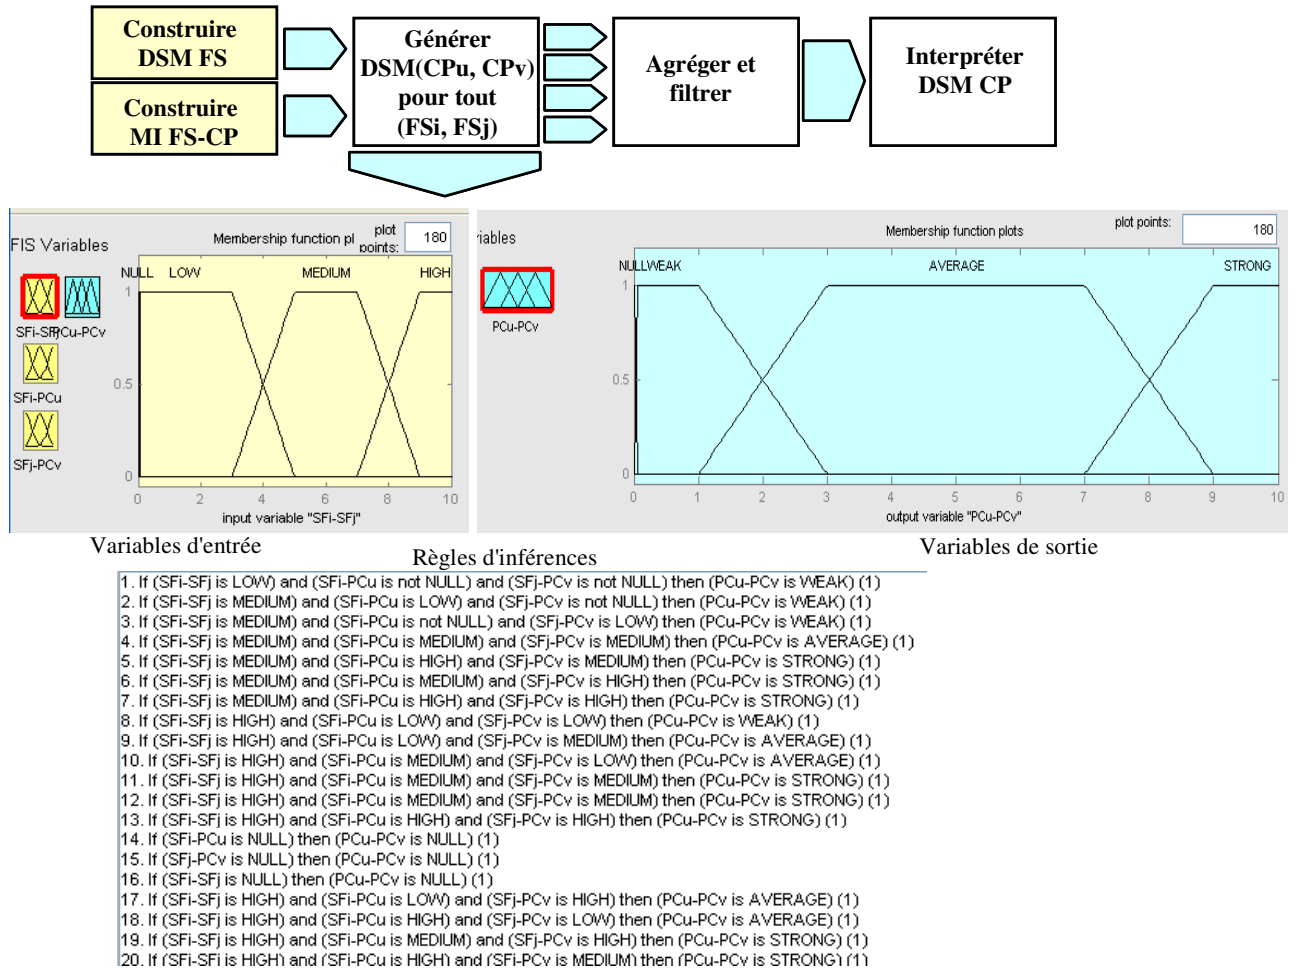 Construire
DSM FS
Construire
MI FS-CP
Générer
DSM(CPu, CPv)
pour tout
(FSi, FSj)
Agréger et
filtrer
Interpréter
DSM CP
FIS Variables
SFi-SFj
PCu-PCv
SFi-PCu
SFj-PCv
Membership function pl
plot
points:
180
NULL LOW MEDIUM HIGH
1
0.5
0
0 2 4 6 8 10
input variable "SFi-SFj"
riables
PCu-PCv
Membership function plots
plot points:
180
NULLWEAK AVERAGE STRONG
1
0.5
0
0 1 2 3 4 5 6 7 8 9 10
output variable "PCu-PCv"
Variables d'entrée
Règles d'inférences
Variables de sortie
1. If (SFi-SFj is LOW) and (SFi-PCu is not NULL) and (SFj-PCv is not NULL) then (PCu-PCv is WEAK) (1)
2. If (SFi-SFj is MEDIUM) and (SFi-PCu is LOW) and (SFj-PCv is not NULL) then (PCu-PCv is WEAK) (1)
3. If (SFi-SFj is MEDIUM) and (SFi-PCu is not NULL) and (SFj-PCv is LOW) then (PCu-PCv is WEAK) (1)
4. If (SFi-SFj is MEDIUM) and (SFi-PCu is MEDIUM) and (SFj-PCv is MEDIUM) then (PCu-PCv is AVERAGE) (1)
5. If (SFi-SFj is MEDIUM) and (SFi-PCu is HIGH) and (SFj-PCv is MEDIUM) then (PCu-PCv is STRONG) (1)
6. If (SFi-SFj is MEDIUM) and (SFi-PCu is MEDIUM) and (SFj-PCv is HIGH) then (PCu-PCv is STRONG) (1)
7. If (SFi-SFj is MEDIUM) and (SFi-PCu is HIGH) and (SFj-PCv is HIGH) then (PCu-PCv is STRONG) (1)
8. If (SFi-SFj is HIGH) and (SFi-PCu is LOW) and (SFj-PCv is LOW) then (PCu-PCv is WEAK) (1)
9. If (SFi-SFj is HIGH) and (SFi-PCu is LOW) and (SFj-PCv is MEDIUM) then (PCu-PCv is AVERAGE) (1)
10. If (SFi-SFj is HIGH) and (SFi-PCu is MEDIUM) and (SFj-PCv is LOW) then (PCu-PCv is AVERAGE) (1)
11. If (SFi-SFj is HIGH) and (SFi-PCu is MEDIUM) and (SFj-PCv is MEDIUM) then (PCu-PCv is STRONG) (1)
12. If (SFi-SFj is HIGH) and (SFi-PCu is MEDIUM) and (SFj-PCv is MEDIUM) then (PCu-PCv is STRONG) (1)
13. If (SFi-SFj is HIGH) and (SFi-PCu is HIGH) and (SFj-PCv is HIGH) then (PCu-PCv is STRONG) (1)
14. If (SFi-PCu is NULL) then (PCu-PCv is NULL) (1)
15. If (SFj-PCv is NULL) then (PCu-PCv is NULL) (1)
16. If (SFi-SFj is NULL) then (PCu-PCv is NULL) (1)
17. If (SFi-SFj is HIGH) and (SFi-PCu is LOW) and (SFj-PCv is HIGH) then (PCu-PCv is AVERAGE) (1)
18. If (SFi-SFj is HIGH) and (SFi-PCu is HIGH) and (SFj-PCv is LOW) then (PCu-PCv is AVERAGE) (1)
19. If (SFi-SFj is HIGH) and (SFi-PCu is MEDIUM) and (SFj-PCv is HIGH) then (PCu-PCv is STRONG) (1)
20. If (SFi-SFj is HIGH) and (SFi-PCu is HIGH) and (SFj-PCv is MEDIUM) then (PCu-PCv is STRONG) (1)